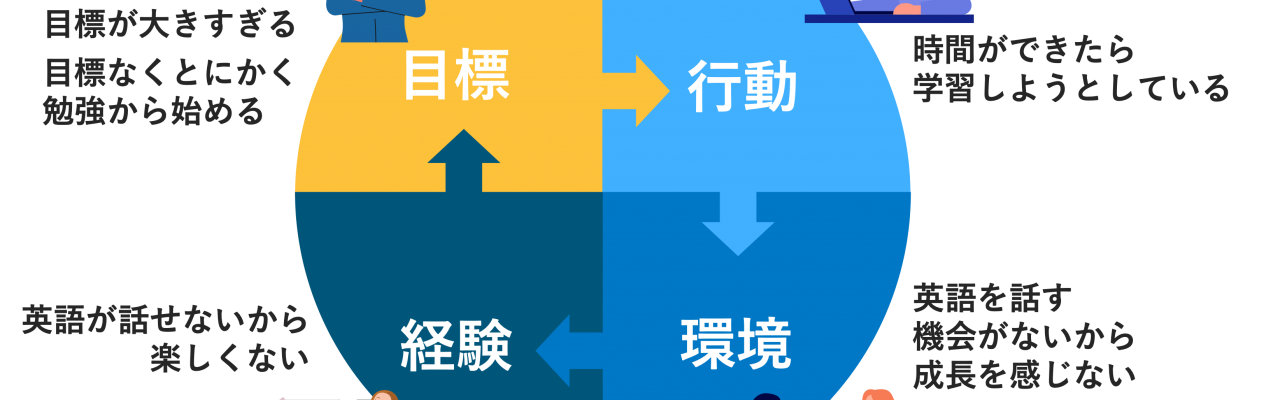 目標が大きすぎる
目標なくとにかく
勉強から始める
目標
行動
時間ができたら
学習しようとしている
英語が話せないから
楽しくない
経験
環境
英語を話す
機会がないから
成長を感じない